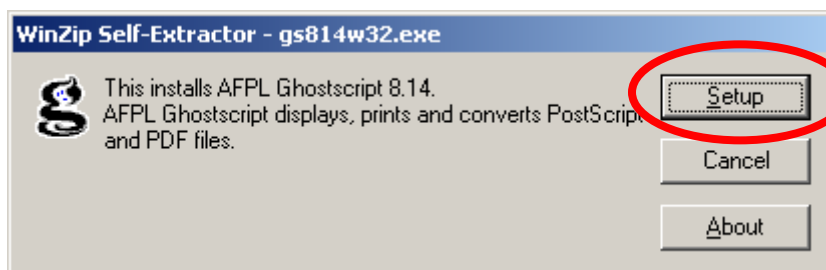 WinZip Self-Extractor - gs814w32.exe
This installs AFPL Ghostscript 8.14.
AFPL Ghostscript displays, prints and converts PostScript
and PDF files.
Setup
Cancel
About